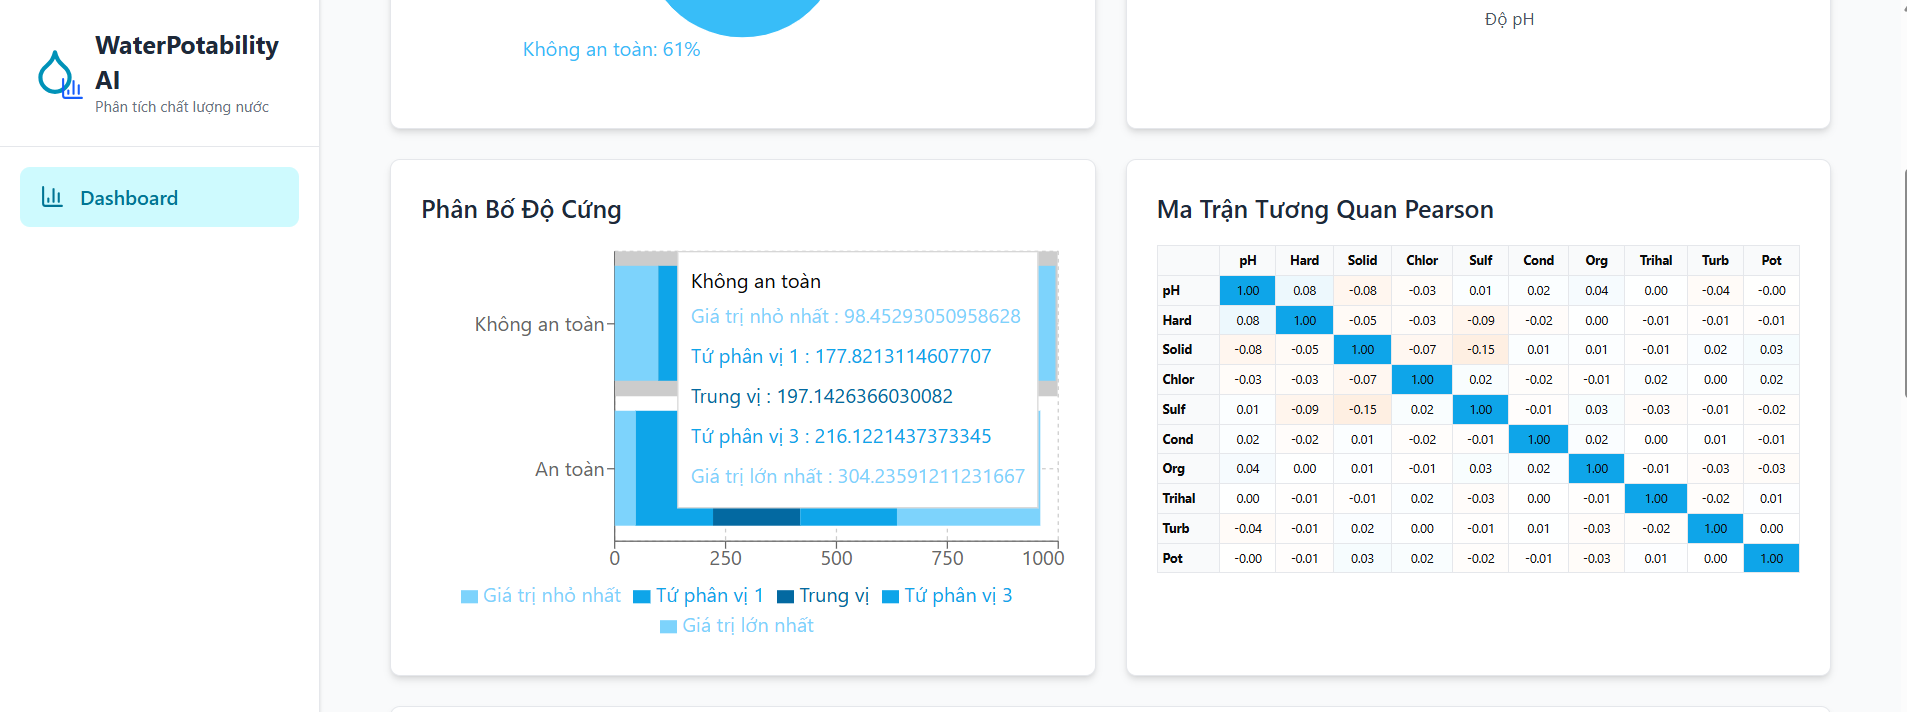 WaterPotability
AI
Phân tích chất lượng nước
Dashboard
Không an toàn: 61%
Độ pH
Phân Bố Độ Cứng
Không an toàn
An toàn
Không an toàn
Giá trị nhỏ nhất : 98.45293050958628
Tứ phân vị 1 : 177.8213114607707
Trung vị : 197.1426366030082
Tứ phân vị 3 : 216.1221437373345
Giá trị lớn nhất : 304.23591211231667
0 250 500 750 1000
Giá trị nhỏ nhất Tứ phân vị 1 Trung vị Tứ phân vị 3
Giá trị lớn nhất
Ma Trận Tương Quan Pearson
pH Hard Solid Chlor Sulf Cond Org Trihal Turb Pot
pH 1.00 0.08 -0.08 -0.03 0.01 0.02 0.04 0.00 -0.04 -0.00
Hard 0.08 1.00 -0.05 -0.03 -0.09 -0.02 0.00 -0.01 -0.01 -0.01
Solid -0.08 -0.05 1.00 -0.07 -0.15 0.01 0.01 -0.01 0.02 0.03
Chlor -0.03 -0.03 -0.07 1.00 0.02 -0.02 -0.01 0.02 0.00 0.02
Sulf 0.01 -0.09 -0.15 0.02 1.00 -0.01 0.03 -0.03 -0.01 -0.02
Cond 0.02 -0.02 0.01 -0.02 -0.01 1.00 0.02 0.00 0.01 -0.01
Org 0.04 0.00 0.01 -0.01 0.03 0.02 1.00 -0.01 -0.03 -0.03
Trihal 0.00 -0.01 -0.01 0.02 -0.03 0.00 -0.01 1.00 -0.02 0.01
Turb -0.04 -0.01 0.02 0.00 -0.01 0.01 -0.03 -0.02 1.00 0.00
Pot -0.00 -0.01 0.03 0.02 -0.02 -0.01 -0.03 0.01 0.00 1.00